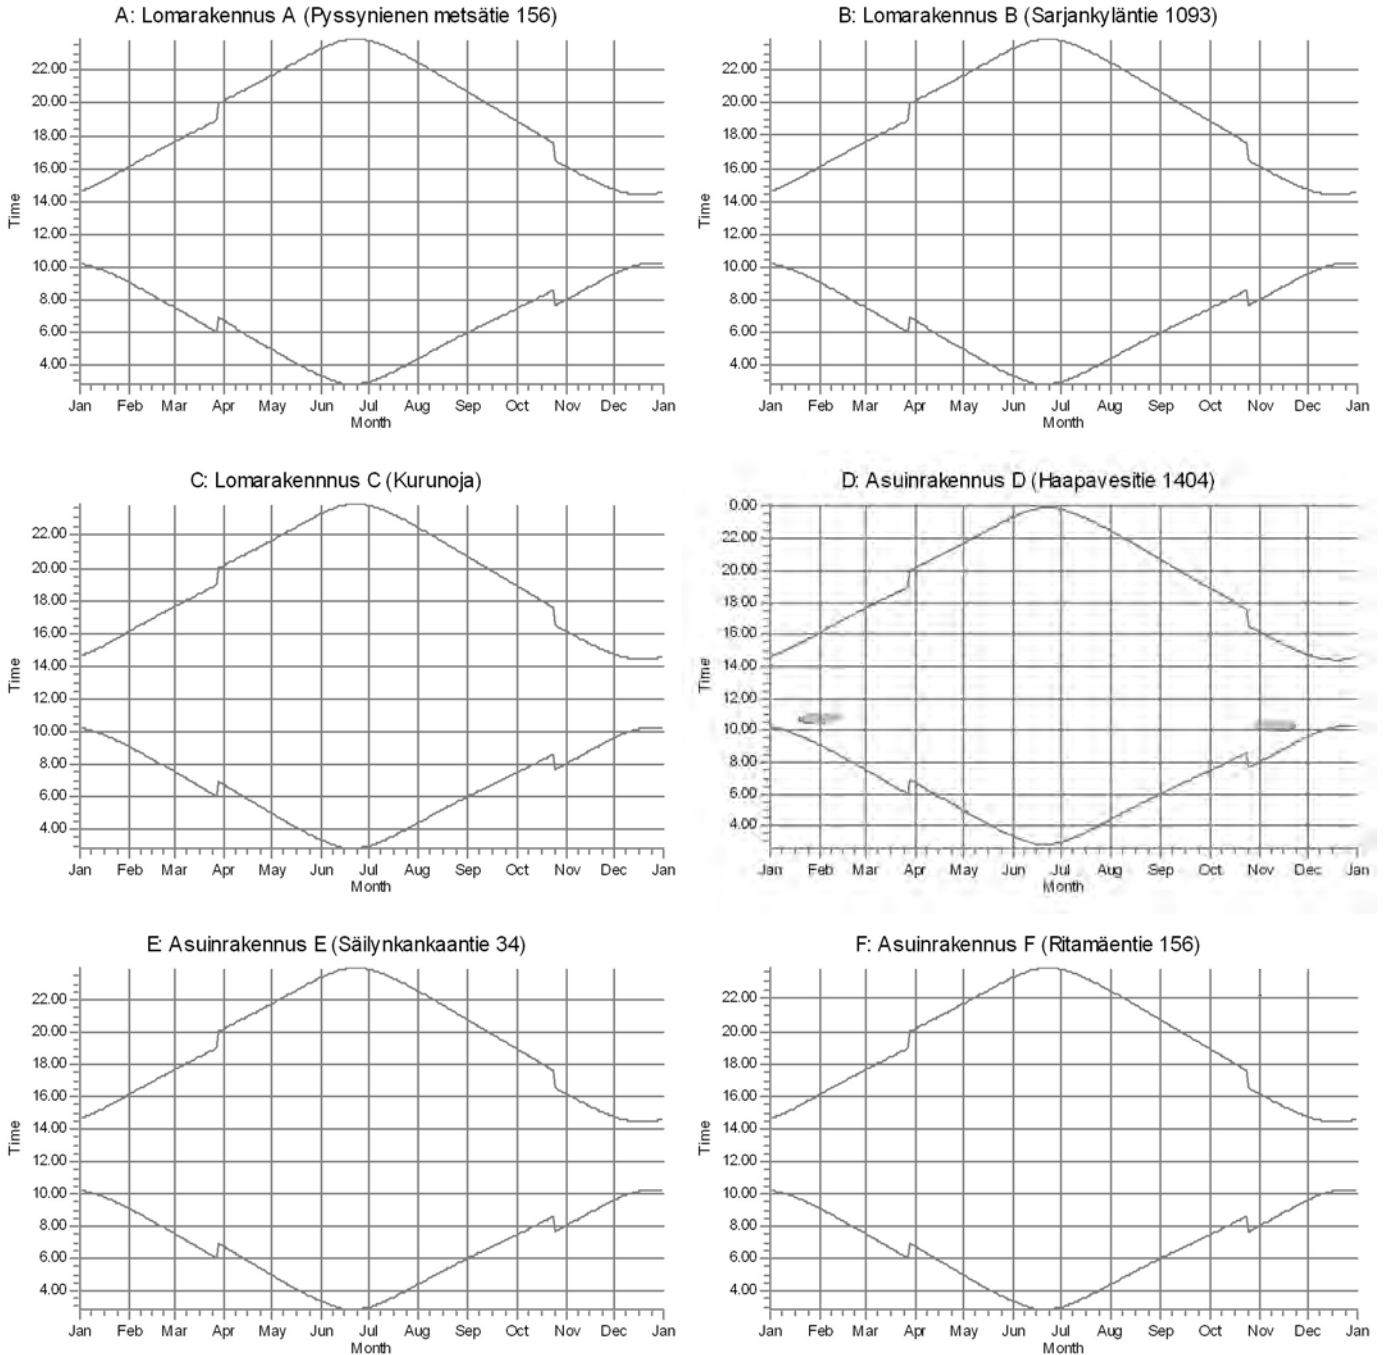 A: Lomarakennus A (Pyssynienen metsätie 156)
22.00
20.00
18.00
16.00
14.00
12.00
10.00
8.00
6.00
4.00
Time
Jan Feb Mar Apr May Jun Jul Aug Sep Oct Nov Dec Jan
Month
B: Lomarakennus B (Sarjankyläntie 1093)
22.00
20.00
18.00
16.00
14.00
12.00
10.00
8.00
6.00
4.00
Time
Jan Feb Mar Apr May Jun Jul Aug Sep Oct Nov Dec Jan
Month
C: Lomarakennnus C (Kurunoja)
22.00
20.00
18.00
16.00
14.00
12.00
10.00
8.00
6.00
4.00
Time
Jan Feb Mar Apr May Jun Jul Aug Sep Oct Nov Dec Jan
Month
D: Asuinrakennus D (Haapavesitie 1404)
0.00
22.00
20.00
18.00
16.00
14.00
12.00
10.00
8.00
6.00
4.00
Time
Jan Feb Mar Apr May Jun Jul Aug Sep Oct Nov Dec Jan
Month
E: Asuinrakennus E (Säilynkankaantie 34)
22.00
20.00
18.00
16.00
14.00
12.00
10.00
8.00
6.00
4.00
Time
Jan Feb Mar Apr May Jun Jul Aug Sep Oct Nov Dec Jan
Month
F: Asuinrakennus F (Ritamäentie 156)
22.00
20.00
18.00
16.00
14.00
12.00
10.00
8.00
6.00
4.00
Time
Jan Feb Mar Apr May Jun Jul Aug Sep Oct Nov Dec Jan
Month